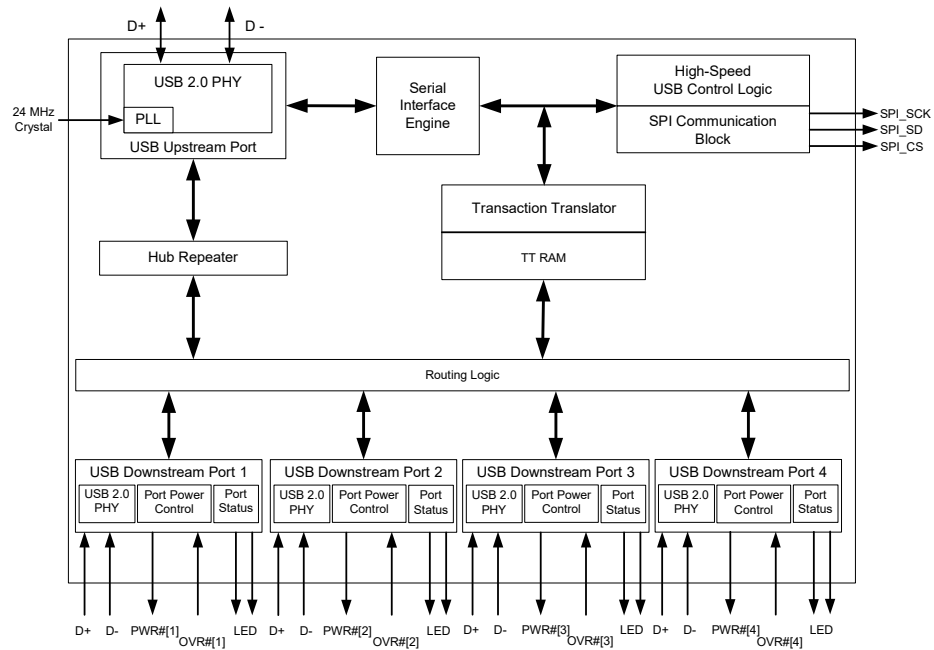 D+ D -
USB 2.0 PHY
PLL
USB Upstream Port
24 MHz
Crystal
Serial
Interface
Engine
High-Speed
USB Control Logic
SPI Communication
Block
SPI_SCK
SPI_SD
SPI_CS
Transaction Translator
TT RAM
Hub Repeater
Routing Logic
USB Downstream Port 1
USB 2.0
PHY
Port Power
Control
Port
Status
USB Downstream Port 2
USB 2.0
PHY
Port Power
Control
Port
Status
USB Downstream Port 3
USB 2.0
PHY
Port Power
Control
Port
Status
USB Downstream Port 4
USB 2.0
PHY
Port Power
Control
Port
Status
D+ D- PWR#[1] OVR#[1] LED
D+ D- PWR#[2] OVR#[2] LED
D+ D- PWR#[3] OVR#[3] LED
D+ D- PWR#[4] OVR#[4] LED